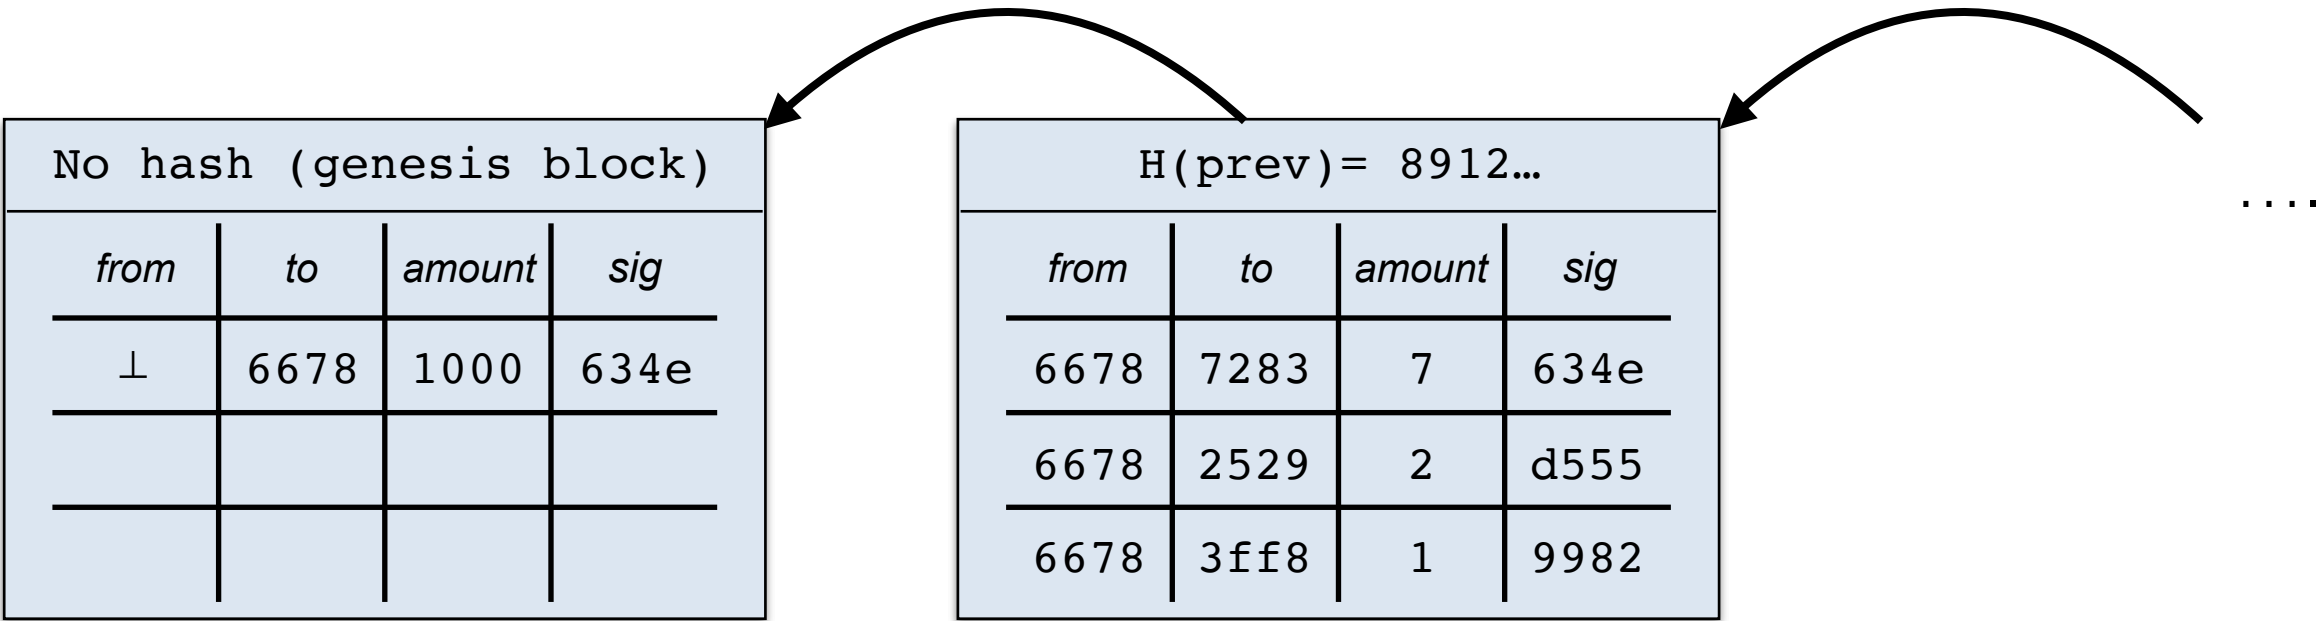 No hash (genesis block)
from to amount sig
⊥ 6678 1000 634e
H(prev)= 8912…
from to amount sig
6678 7283 7 634e
6678 2529 2 d555
6678 3ff8 1 9982
....